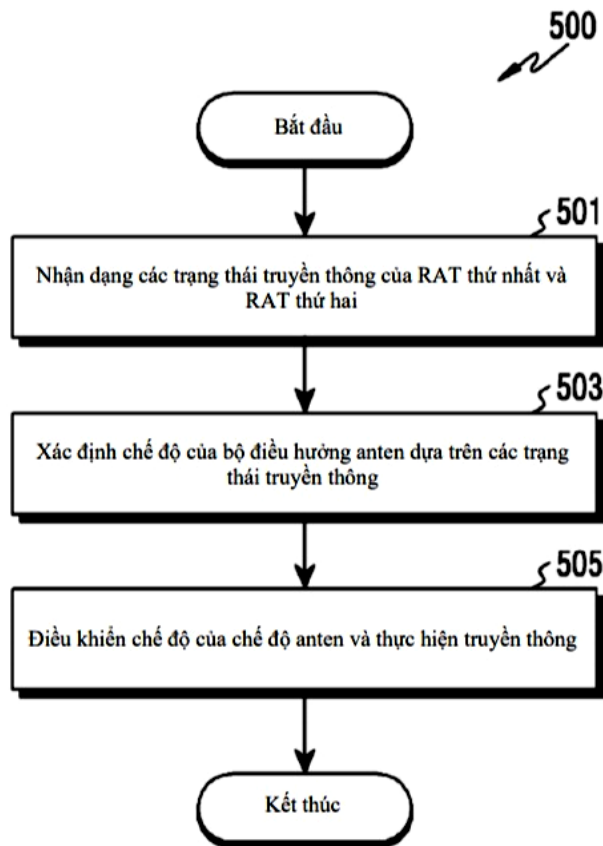 500
Bắt đầu
501
Nhận dạng các trạng thái truyền thông của RAT thứ nhất và
RAT thứ hai
503
Xác định chế độ của bộ điều hưởng anten dựa trên các trạng
thái truyền thông
505
Điều khiển chế độ của chế độ anten và thực hiện truyền thông
Kết thúc